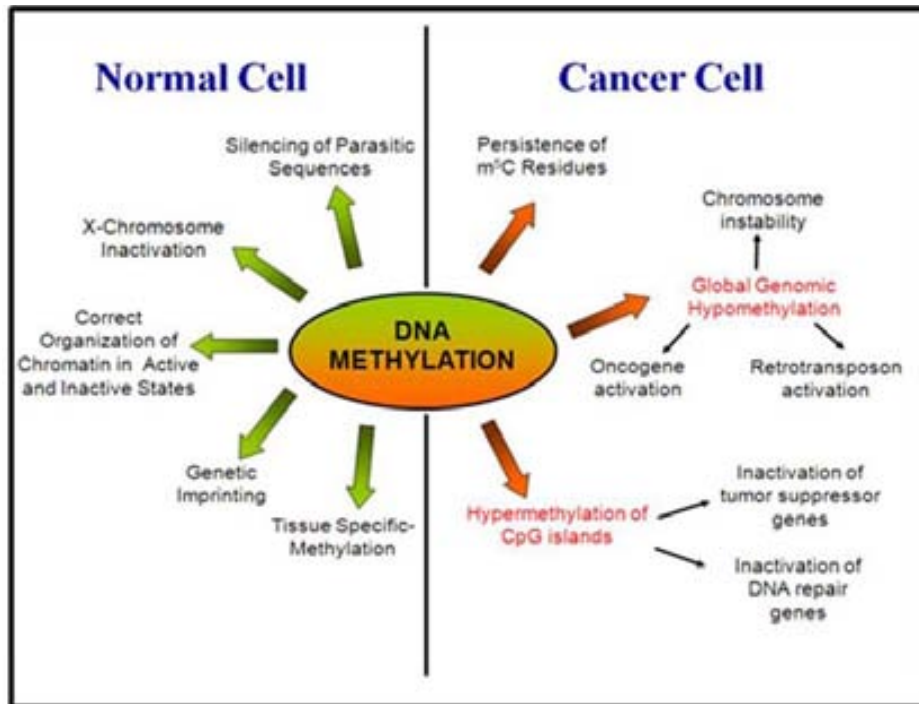 Normal Cell
Silencing of Parasitic
Sequences
X-Chromosome
Inactivation
Correct
Organization of
Chromatin in Active
and Inactive States
Genetic
Imprinting
Tissue Specific-
Methylation
DNA
METHYLATION
Cancer Cell
Persistence of
m⁵C Residues
Chromosome
instability
Global Genomic
Hypomethylation
Oncogene
activation
Retrotransposon
activation
Hypermethylation of
CpG islands
Inactivation of
tumor suppressor
genes
Inactivation of
DNA repair
genes